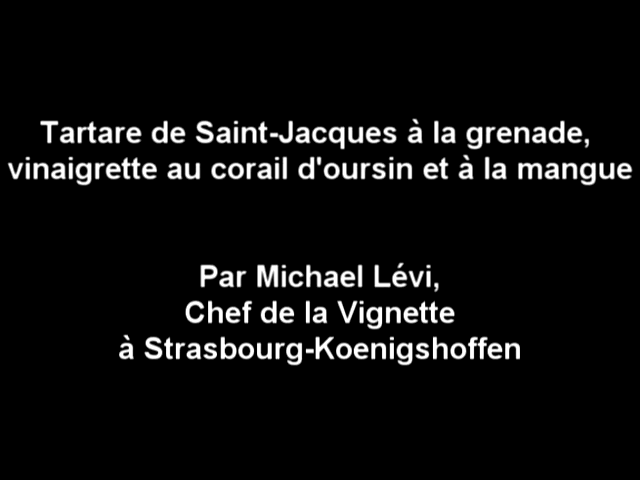 Tartare de Saint-Jacques à la grenade,
vinaigrette au corail d'oursin et à la mangue
Par Michael Lévi,
Chef de la Vignette
à Strasbourg-Koenigshoffen